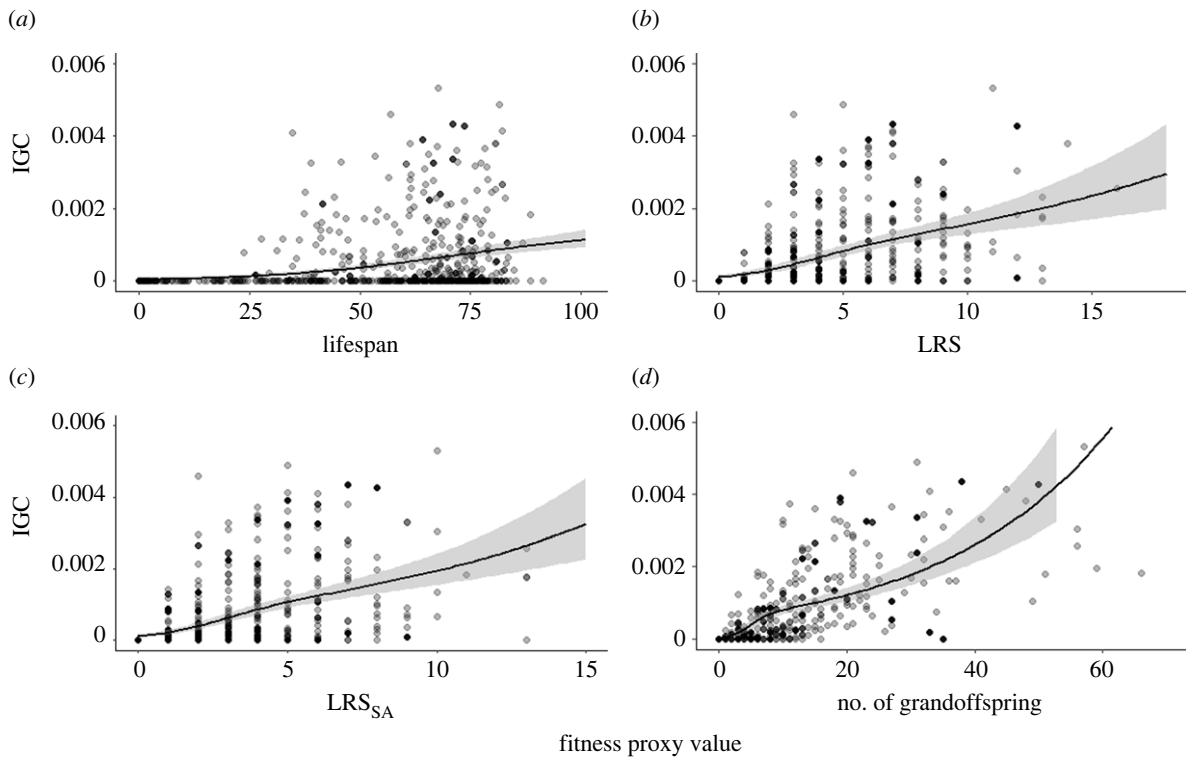 (a)
0.006
0.004
IGC
0.002
0
0 25 50 75 100
lifespan
(b)
0.006
0.004
0.002
0
0 5 10 15
LRS
(c)
0.006
0.004
IGC
0.002
0
0 5 10 15
LRS_SA
(d)
0.006
0.004
0.002
0
0 20 40 60
no. of grandoffspring
fitness proxy value